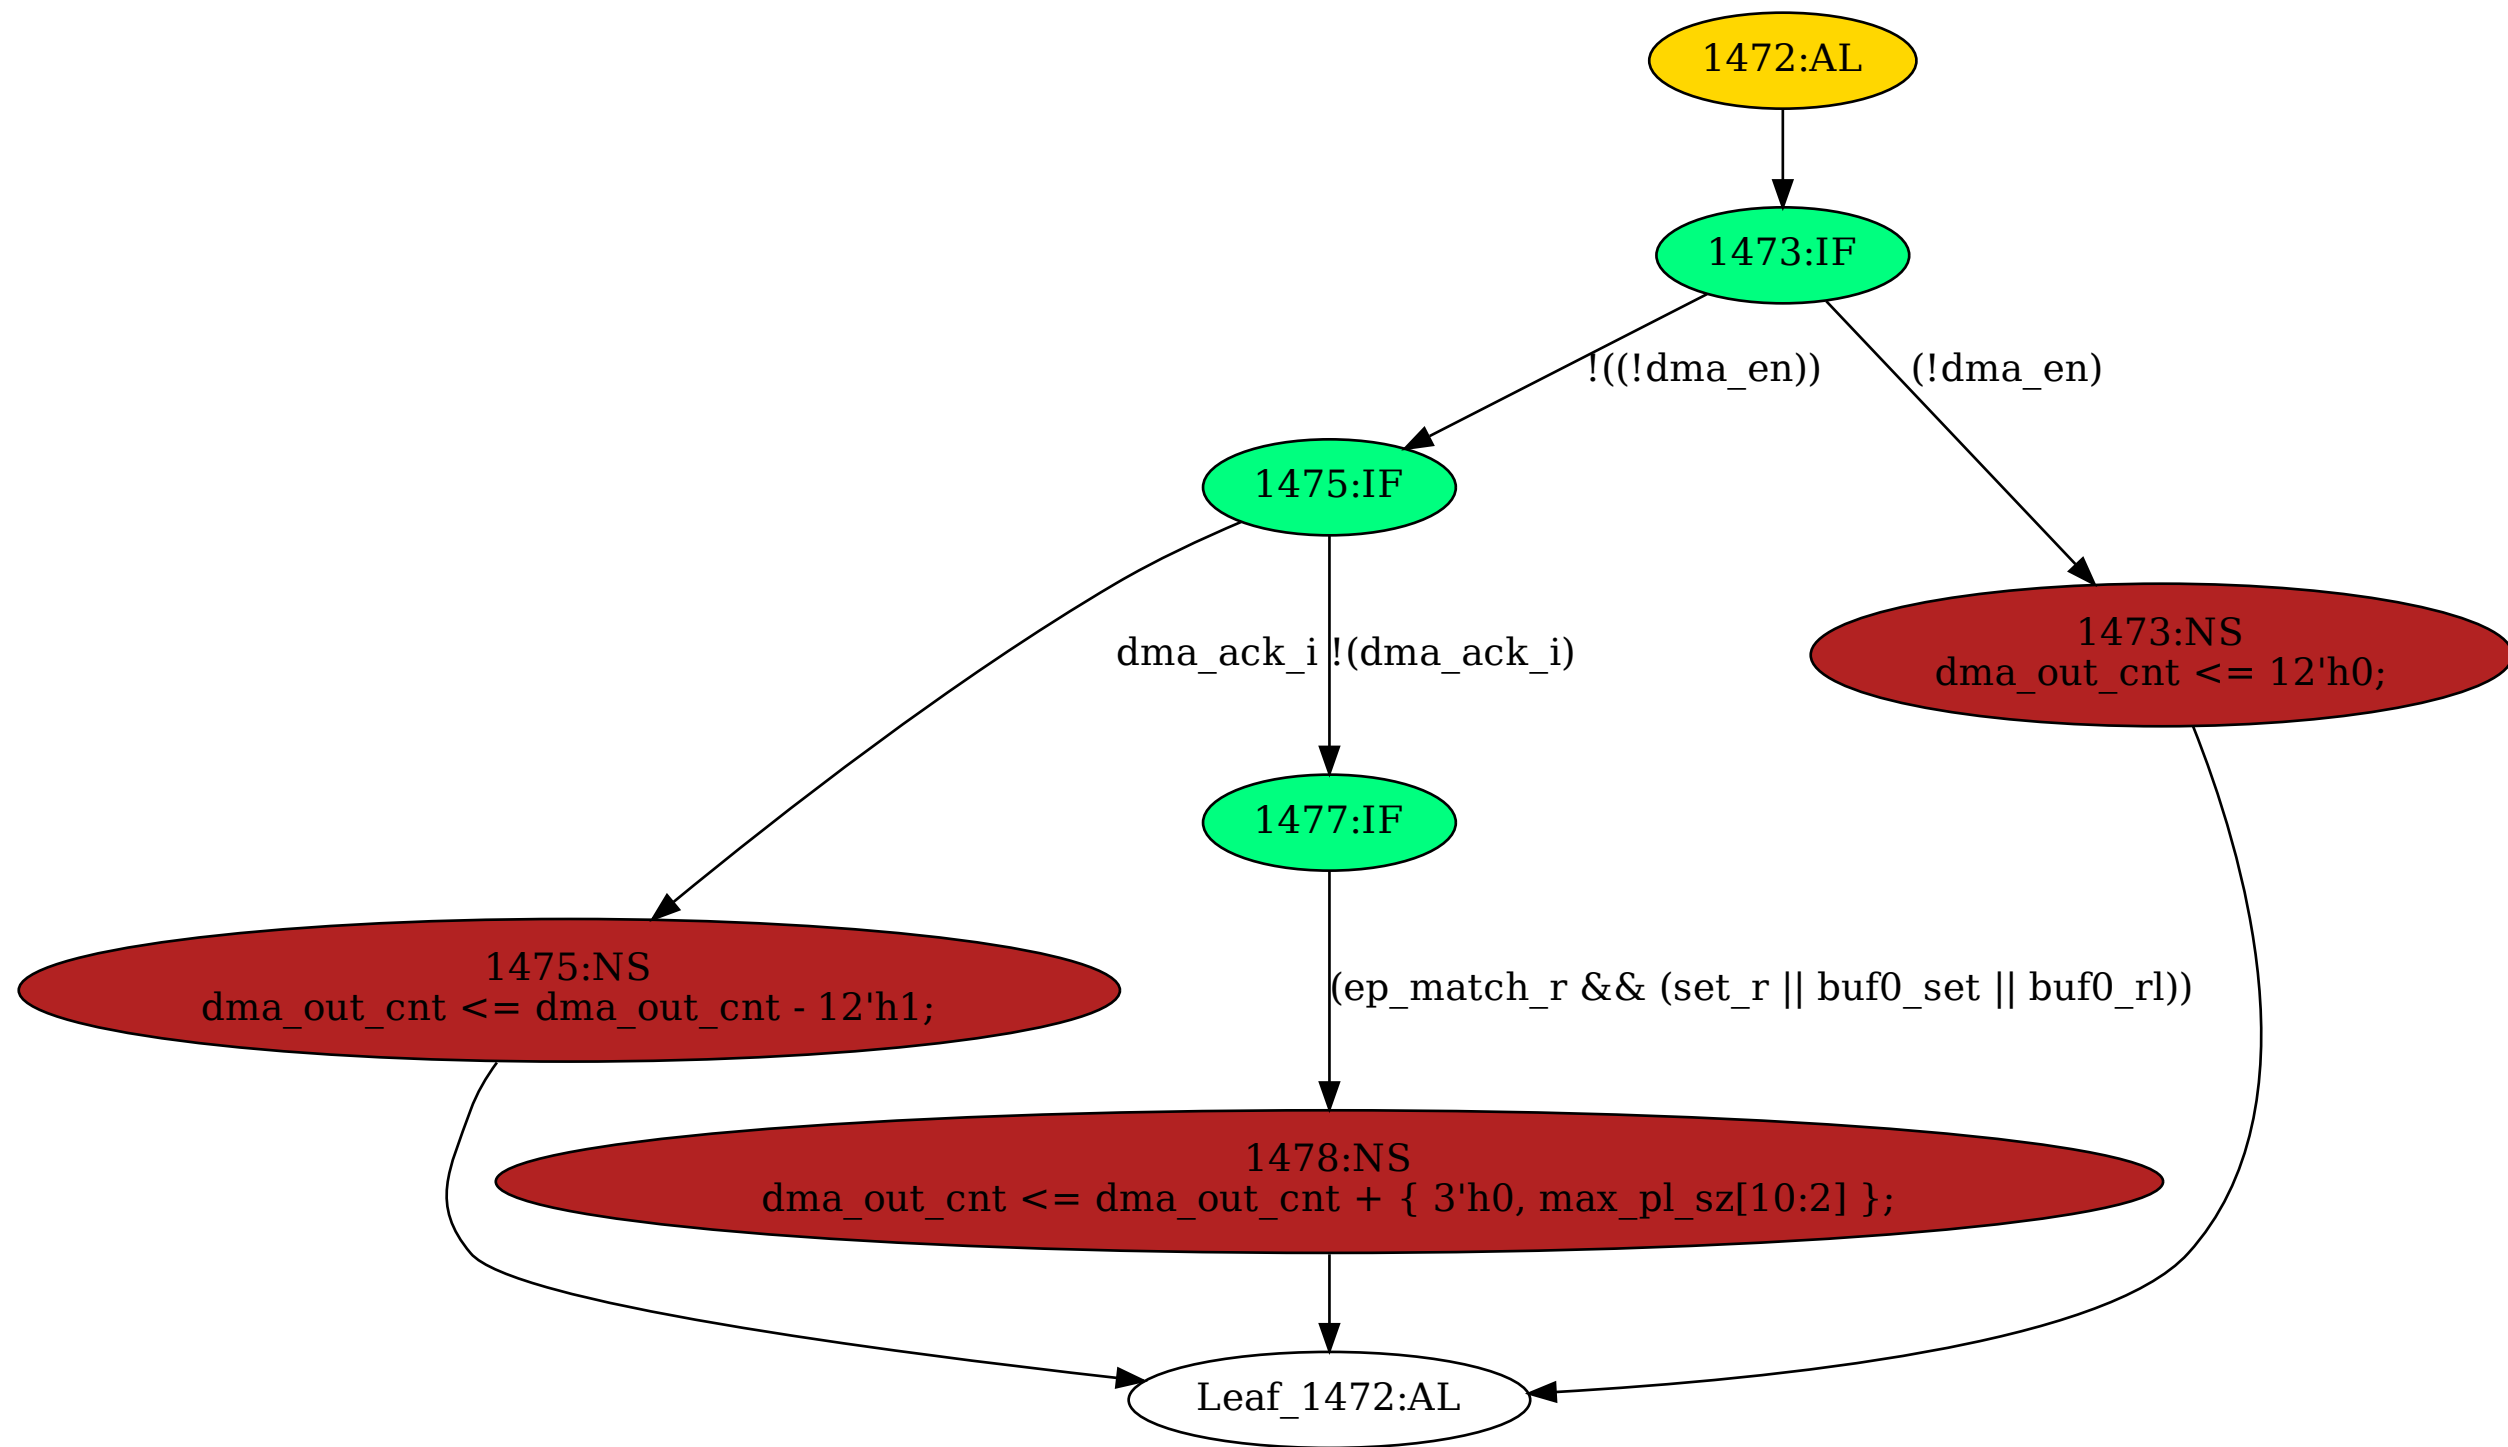 1472:AL
1473:IF
!((!dma_en))
(!dma_en)
1475:IF
dma_ack_i
!(dma_ack_i)
1473:NS
dma_out_cnt <= 12'h0;
1477:IF
1475:NS
dma_out_cnt <= dma_out_cnt - 12'h1;
(ep_match_r && (set_r || buf0_set || buf0_rl))
1478:NS
dma_out_cnt <= dma_out_cnt + { 3'h0, max_pl_sz[10:2] };
Leaf_1472:AL